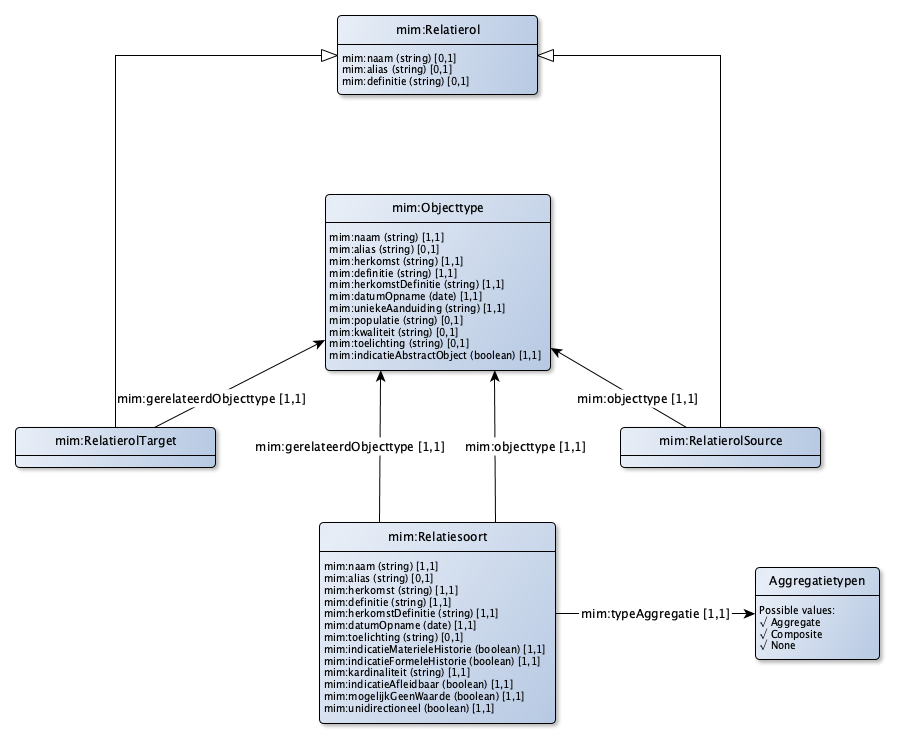 mim:Relatierol
mim:naam (string) [0,1]
mim:alias (string) [0,1]
mim:definitie (string) [0,1]
mim:Objecttype
mim:naam (string) [1,1]
mim:alias (string) [0,1]
mim:herkomst (string) [1,1]
mim:definitie (string) [1,1]
mim:herkomstDefinitie (string) [1,1]
mim:datumOpname (date) [1,1]
mim:uniekeAanduiding (string) [1,1]
mim:populatie (string) [0,1]
mim:kwaliteit (string) [0,1]
mim:toelichting (string) [0,1]
mim:indicatieAbstractObject (boolean) [1,1]
mim:gerelateerdObjecttype [1,1]
mim:objecttype [1,1]
mim:RelatierolTarget
mim:RelatierolSource
mim:gerelateerdObjecttype [1,1]
mim:objecttype [1,1]
mim:Relatiesoort
mim:naam (string) [1,1]
mim:alias (string) [0,1]
mim:herkomst (string) [1,1]
mim:definitie (string) [1,1]
mim:herkomstDefinitie (string) [1,1]
mim:datumOpname (date) [1,1]
mim:toelichting (string) [0,1]
mim:indicatieMaterieleHistorie (boolean) [1,1]
mim:indicatieFormeleHistorie (boolean) [1,1]
mim:kardinaliteit (string) [1,1]
mim:indicatieAfleidbaar (boolean) [1,1]
mim:mogelijkGeenWaarde (boolean) [1,1]
mim:unidirectioneel (boolean) [1,1]
mim:typeAggregatie [1,1]
Aggregatietypen
Possible values:
√ Aggregate
√ Composite
√ None